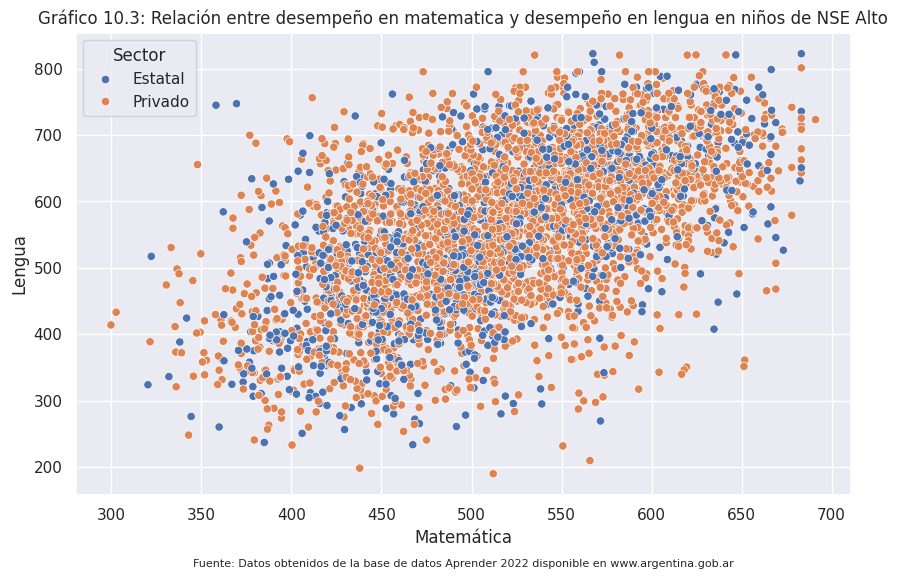 Gráfico 10.3: Relación entre desempeño en matematica y desempeño en lengua en niños de NSE Alto
Sector
Estatal
Privado
800
700
600
500
400
300
200
Lengua
300 350 400 450 500 550 600 650 700
Matemática
Fuente: Datos obtenidos de la base de datos Aprender 2022 disponible en www.argentina.gob.ar